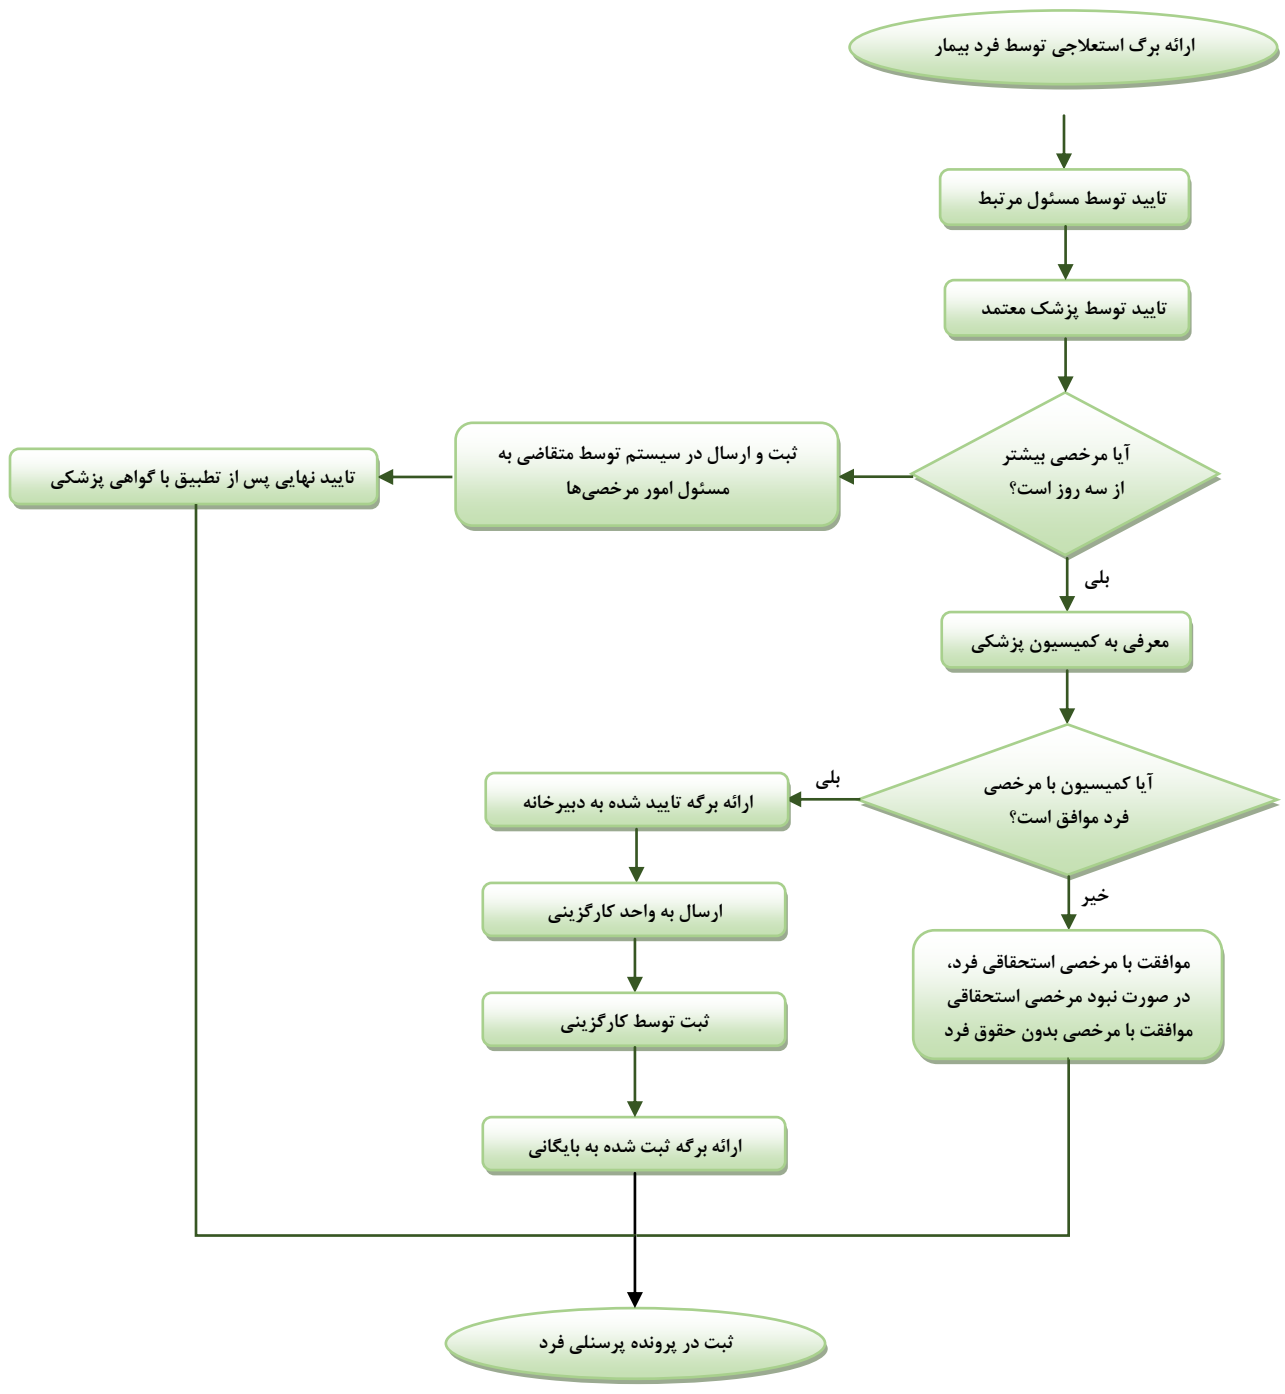 ارائه برگ استعلاجی توسط فرد بیمار
تایید توسط مسئول مرتبط
تایید توسط پزشک معتمد
آیا مرخصی بیشتر
از سه روز است؟
ثبت و ارسال در سیستم توسط متقاضی به
مسئول امور مرخصی‌ها
تایید نهایی پس از تطبیق با گواهی پزشکی
بلی
معرفی به کمیسیون پزشکی
آیا کمیسیون با مرخصی
فرد موافق است؟
بلی
ارائه برگه تایید شده به دبیرخانه
ارسال به واحد کارگزینی
ثبت توسط کارگزینی
ارائه برگه ثبت شده به بایگانی
خیر
موافقت با مرخصی استحقاقی فرد،
در صورت نبود مرخصی استحقاقی
موافقت با مرخصی بدون حقوق فرد
ثبت در پرونده پرسنلی فرد